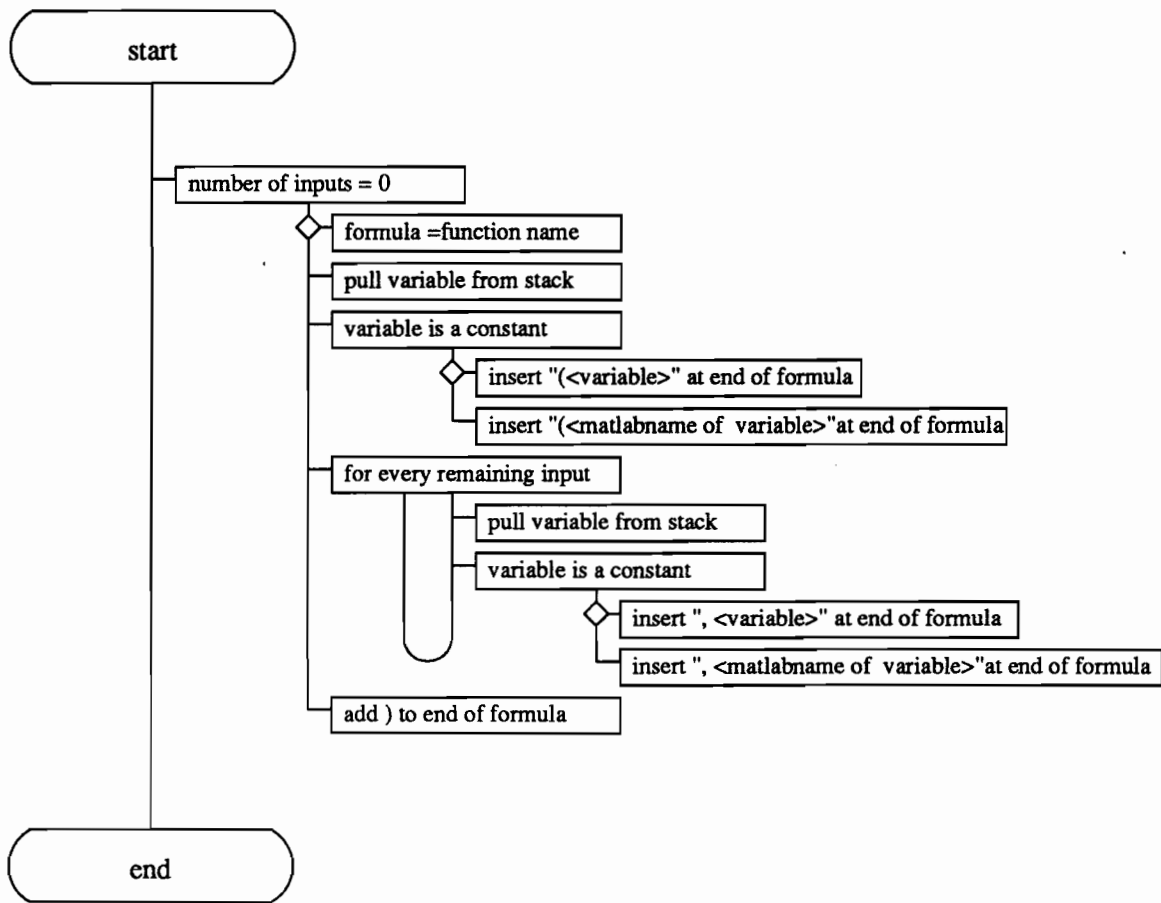 start
number of inputs = 0
formula =function name
pull variable from stack
variable is a constant
insert "(<variable>" at end of formula
insert "(<matlabname of variable>"at end of formula
for every remaining input
pull variable from stack
variable is a constant
insert ", <variable>" at end of formula
insert ", <matlabname of variable>"at end of formula
add ) to end of formula
end